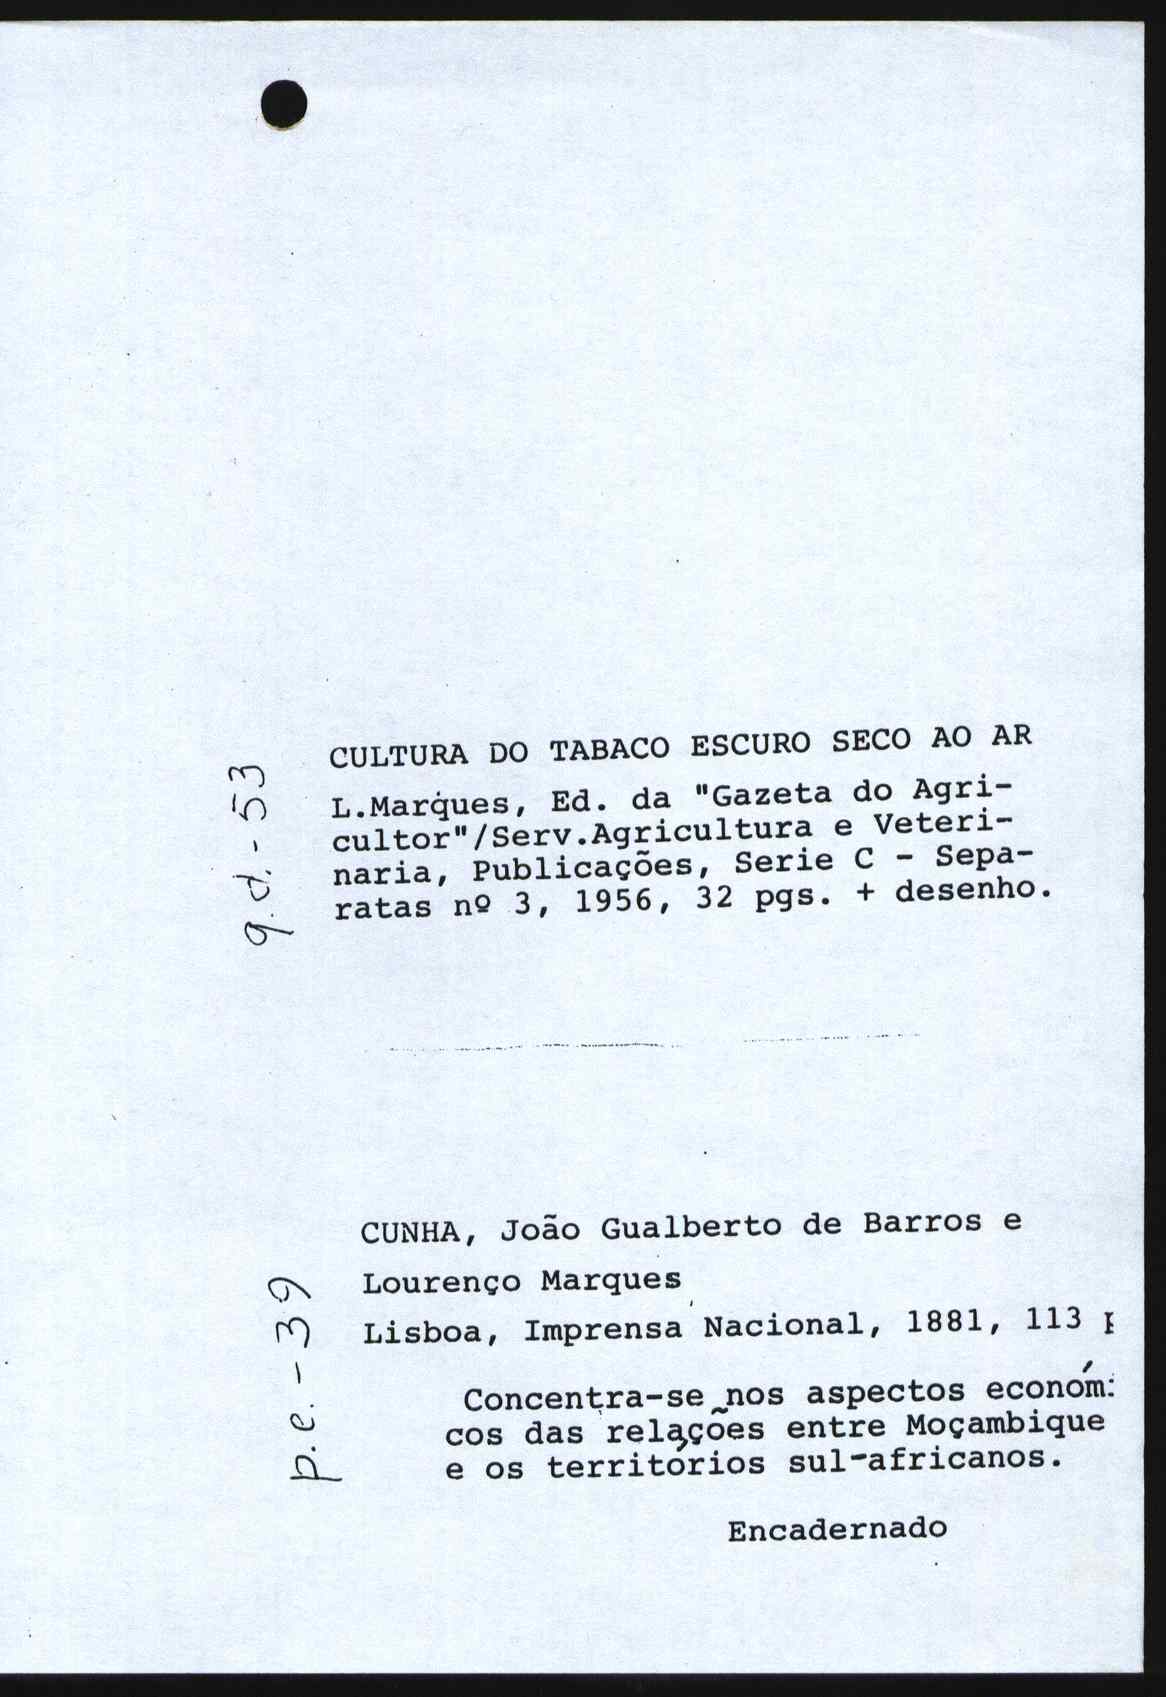 g.d. - 53
CULTURA DO TABACO ESCURO SECO AO AR
L.Marques, Ed. da "Gazeta do Agri-
cultor"/Serv.Agricultura e Veteri-
naria, Publicações, Serie C - Sepa-
ratas nº 3, 1956, 32 pgs. + desenho.
p.e. - 39
CUNHA, João Gualberto de Barros e
Lourenço Marques
Lisboa, Imprensa Nacional, 1881, 113
Concentra-se nos aspectos económ
cos das relações entre Moçambique
e os territórios sul-africanos.
Encadernado